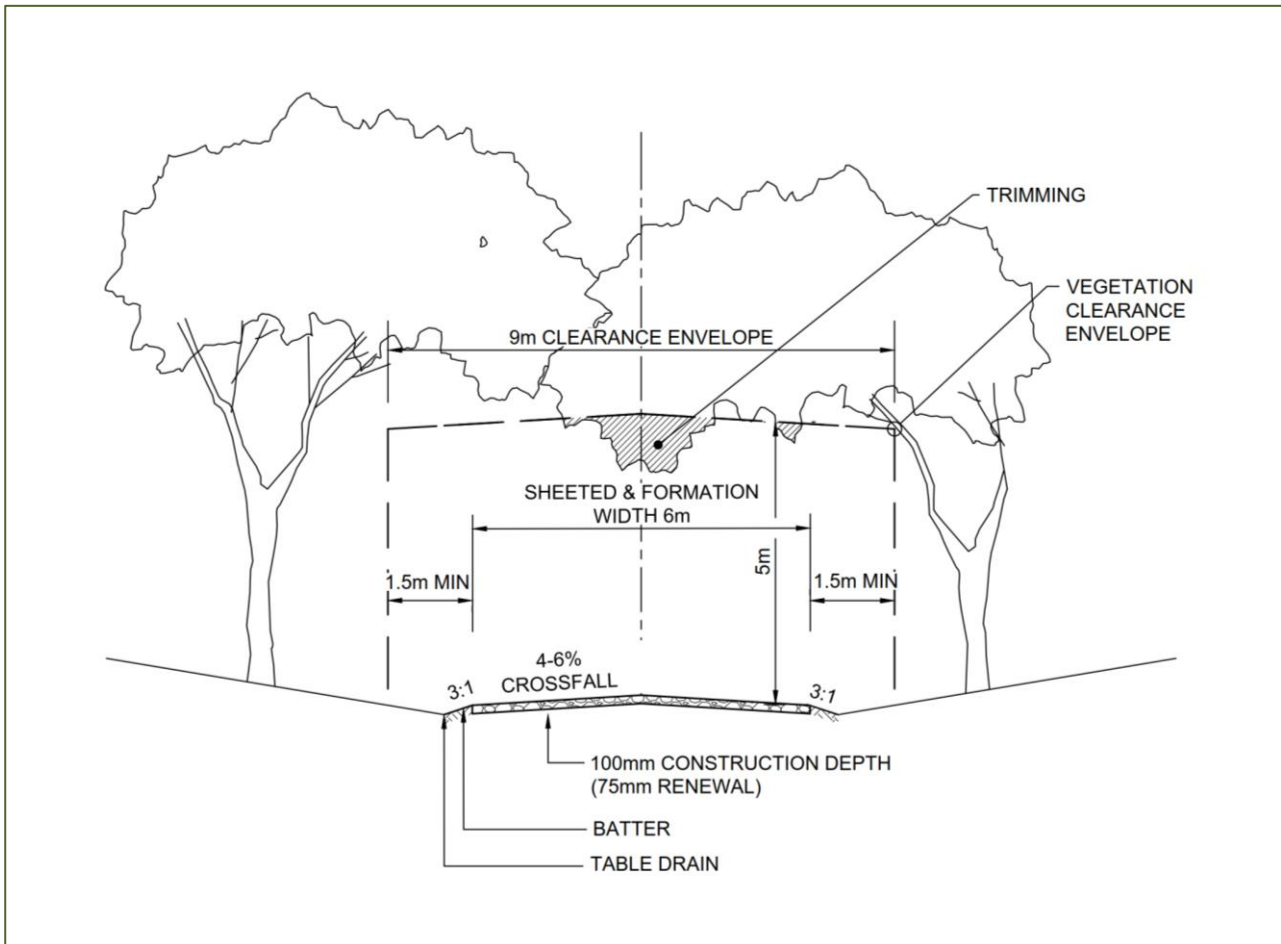 TRIMMING
VEGETATION
CLEARANCE
ENVELOPE
9m CLEARANCE ENVELOPE
SHEETED & FORMATION
WIDTH 6m
5m
1.5m MIN
1.5m MIN
4-6%
CROSSFALL
3:1
3:1
100mm CONSTRUCTION DEPTH
(75mm RENEWAL)
BATTER
TABLE DRAIN